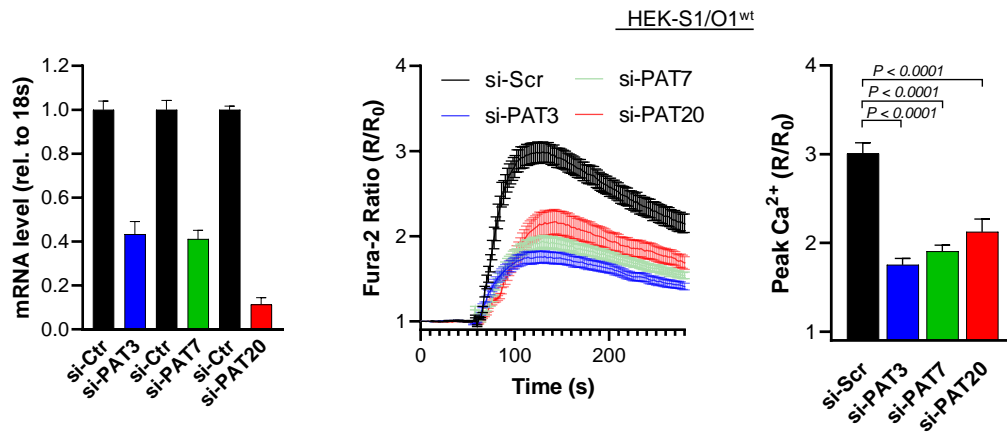 HEK-S1/O1wt
mRNA level (rel. to 18s)
1.2
1.0
0.8
0.6
0.4
0.2
0.0
si-Ctr
si-PAT3
si-Ctr
si-PAT7
si-Ctr
si-PAT20
Fura-2 Ratio (R/R0)
4
3
2
1
si-Scr
si-PAT7
si-PAT3
si-PAT20
0
100
200
Time (s)
Peak Ca2+ (R/R0)
4
3
2
1
P < 0.0001
P < 0.0001
P < 0.0001
si-Scr
si-PAT3
si-PAT7
si-PAT20